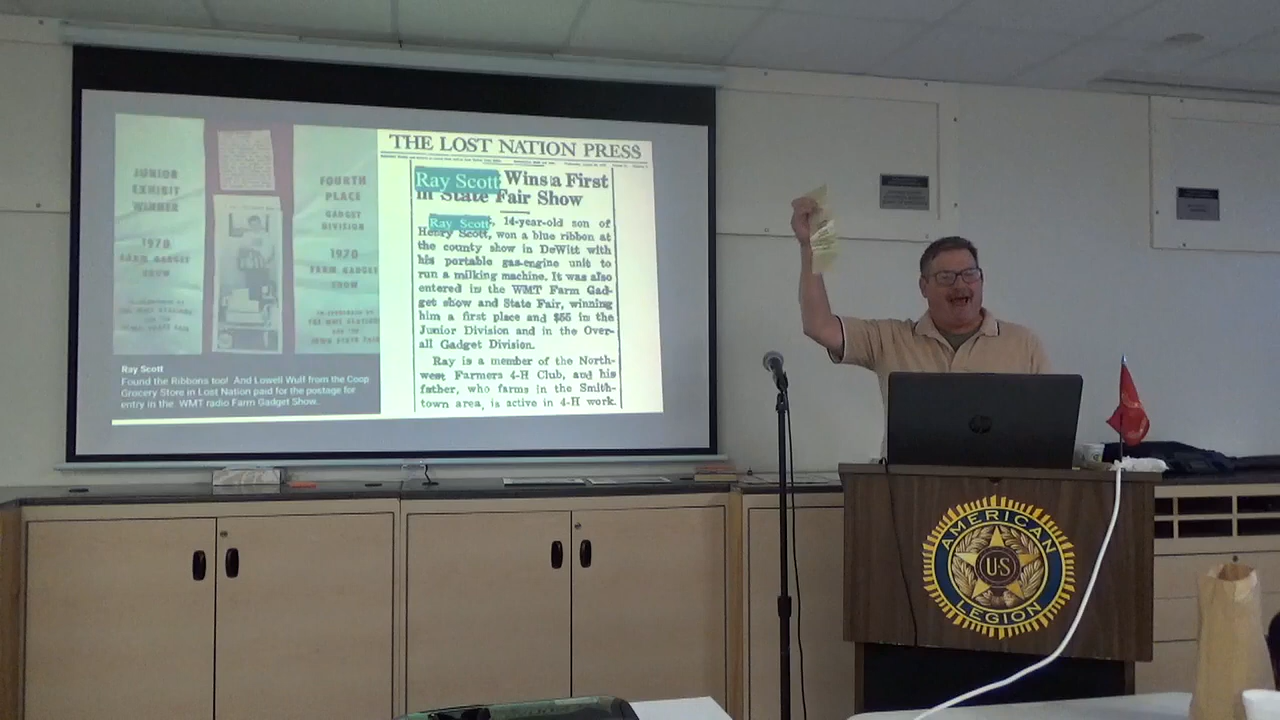 JUNIOR
EXHIBIT
WINNER
1970
FARM GADGET
SHOW
FOURTH
PLACE
GADGET
DIVISION
1970
FARM GADGET
SHOW
Ray Scott
Found the Ribbons too! And Lowell Wulf from the Coop
Grocery Store in Lost Nation paid for the postage for
entry in the WMT radio Farm Gadget Show.
THE LOST NATION PRESS
Ray Scott Wins a First
in State Fair Show
Ray Scott, 14-year-old son of
Henry Scott, won a blue ribbon at
the county show in DeWitt with
his portable gas-engine unit to
run a milking machine. It was also
entered in the WMT Farm Gad-
get show and State Fair, winning
him a first place and $55 in the
Junior Division and in the Over-
all Gadget Division.
Ray is a member of the North-
west Farmers 4-H Club, and his
father, who farms in the Smith-
town area, is active in 4-H work.
hp
AMERICAN
U·S
LEGION